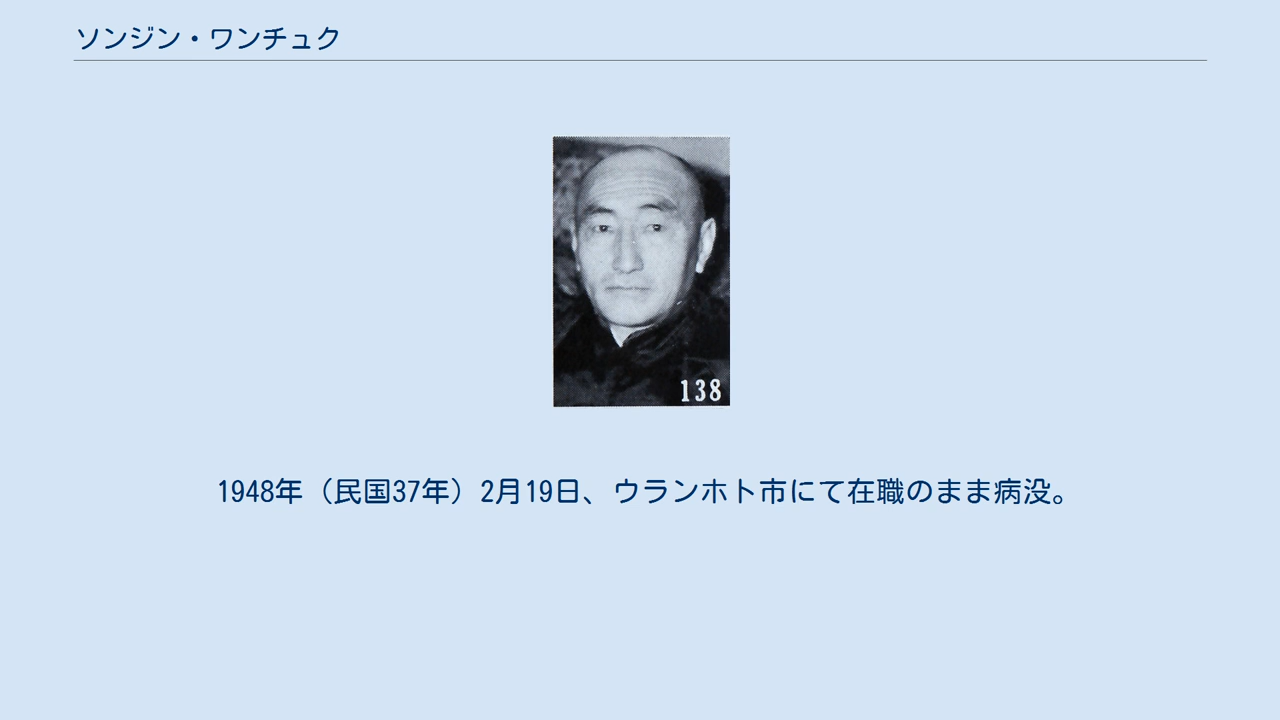 ソンジン・ワンチュク
138
1948年（民国37年）2月19日、ウランホト市にて在職のまま病没。